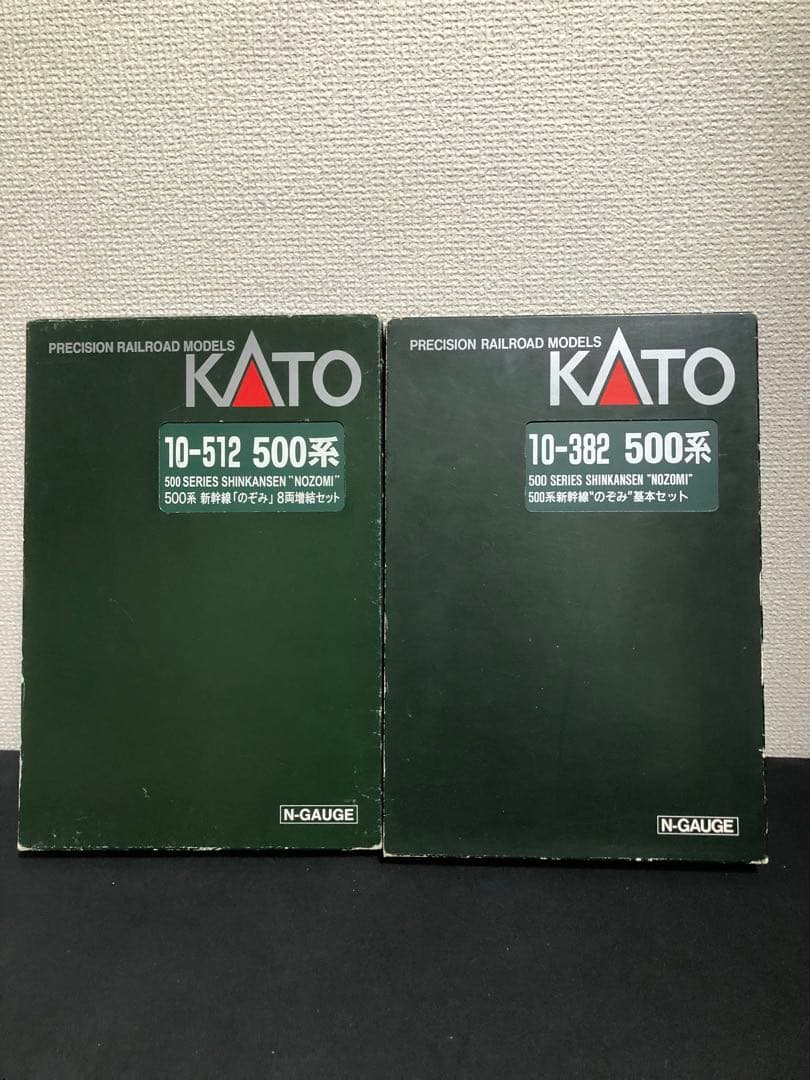 PRECISION RAILROAD MODELS
KATO
10-512 500系
500 SERIES SHINKANSEN "NOZOMI"
500系 新幹線「のぞみ」8両増結セット
N-GAUGE
PRECISION RAILROAD MODELS
KATO
10-382 500系
500 SERIES SHINKANSEN "NOZOMI"
500系新幹線"のぞみ"基本セット
N-GAUGE